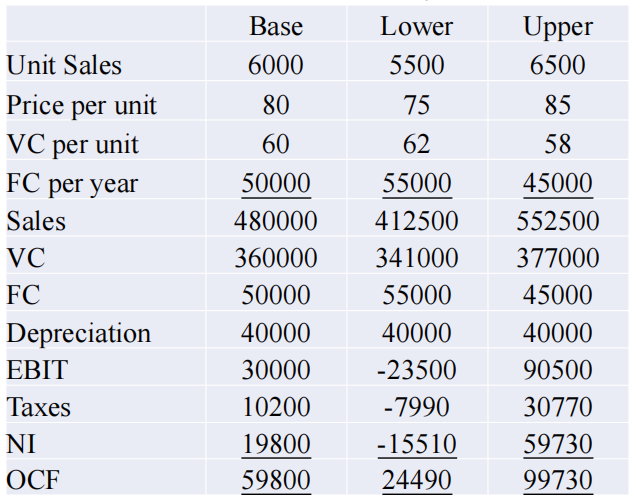 Base Lower Upper
Unit Sales 6000 5500 6500
Price per unit 80 75 85
VC per unit 60 62 58
FC per year 50000 55000 45000
Sales 480000 412500 552500
VC 360000 341000 377000
FC 50000 55000 45000
Depreciation 40000 40000 40000
EBIT 30000 -23500 90500
Taxes 10200 -7990 30770
NI 19800 -15510 59730
OCF 59800 24490 99730